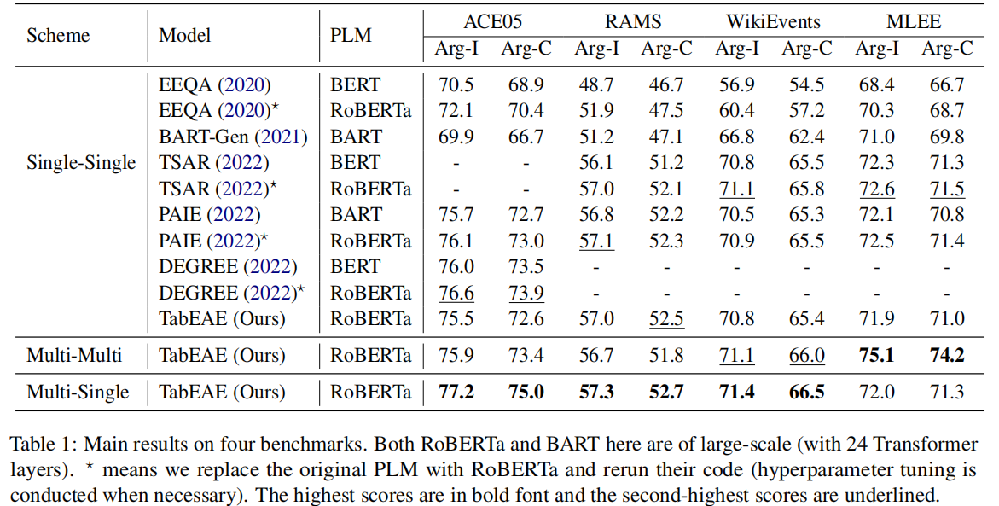 Scheme Model PLM ACE05 RAMS WikiEvents MLEE
Arg-I Arg-C Arg-I Arg-C Arg-I Arg-C Arg-I Arg-C
EEQA (2020) BERT 70.5 68.9 48.7 46.7 56.9 54.5 68.4 66.7
EEQA (2020)* RoBERTa 72.1 70.4 51.9 47.5 60.4 57.2 70.3 68.7
BART-Gen (2021) BART 69.9 66.7 51.2 47.1 66.8 62.4 71.0 69.8
Single-Single TSAR (2022) BERT - - 56.1 51.2 70.8 65.5 72.3 71.3
TSAR (2022)* RoBERTa - - 57.0 52.1 71.1 65.8 72.6 71.5
PAIE (2022) BART 75.7 72.7 56.8 52.2 70.5 65.3 72.1 70.8
PAIE (2022)* RoBERTa 76.1 73.0 57.1 52.3 70.9 65.5 72.5 71.4
DEGREE (2022) BERT 76.0 73.5 - - - - - -
DEGREE (2022)* RoBERTa 76.6 73.9 - - - - - -
TabEAE (Ours) RoBERTa 75.5 72.6 57.0 52.5 70.8 65.4 71.9 71.0
Multi-Multi TabEAE (Ours) RoBERTa 75.9 73.4 56.7 51.8 71.1 66.0 75.1 74.2
Multi-Single TabEAE (Ours) RoBERTa 77.2 75.0 57.3 52.7 71.4 66.5 72.0 71.3
Table 1: Main results on four benchmarks. Both RoBERTa and BART here are of large-scale (with 24 Transformer
layers). * means we replace the original PLM with RoBERTa and rerun their code (hyperparameter tuning is
conducted when necessary). The highest scores are in bold font and the second-highest scores are underlined.